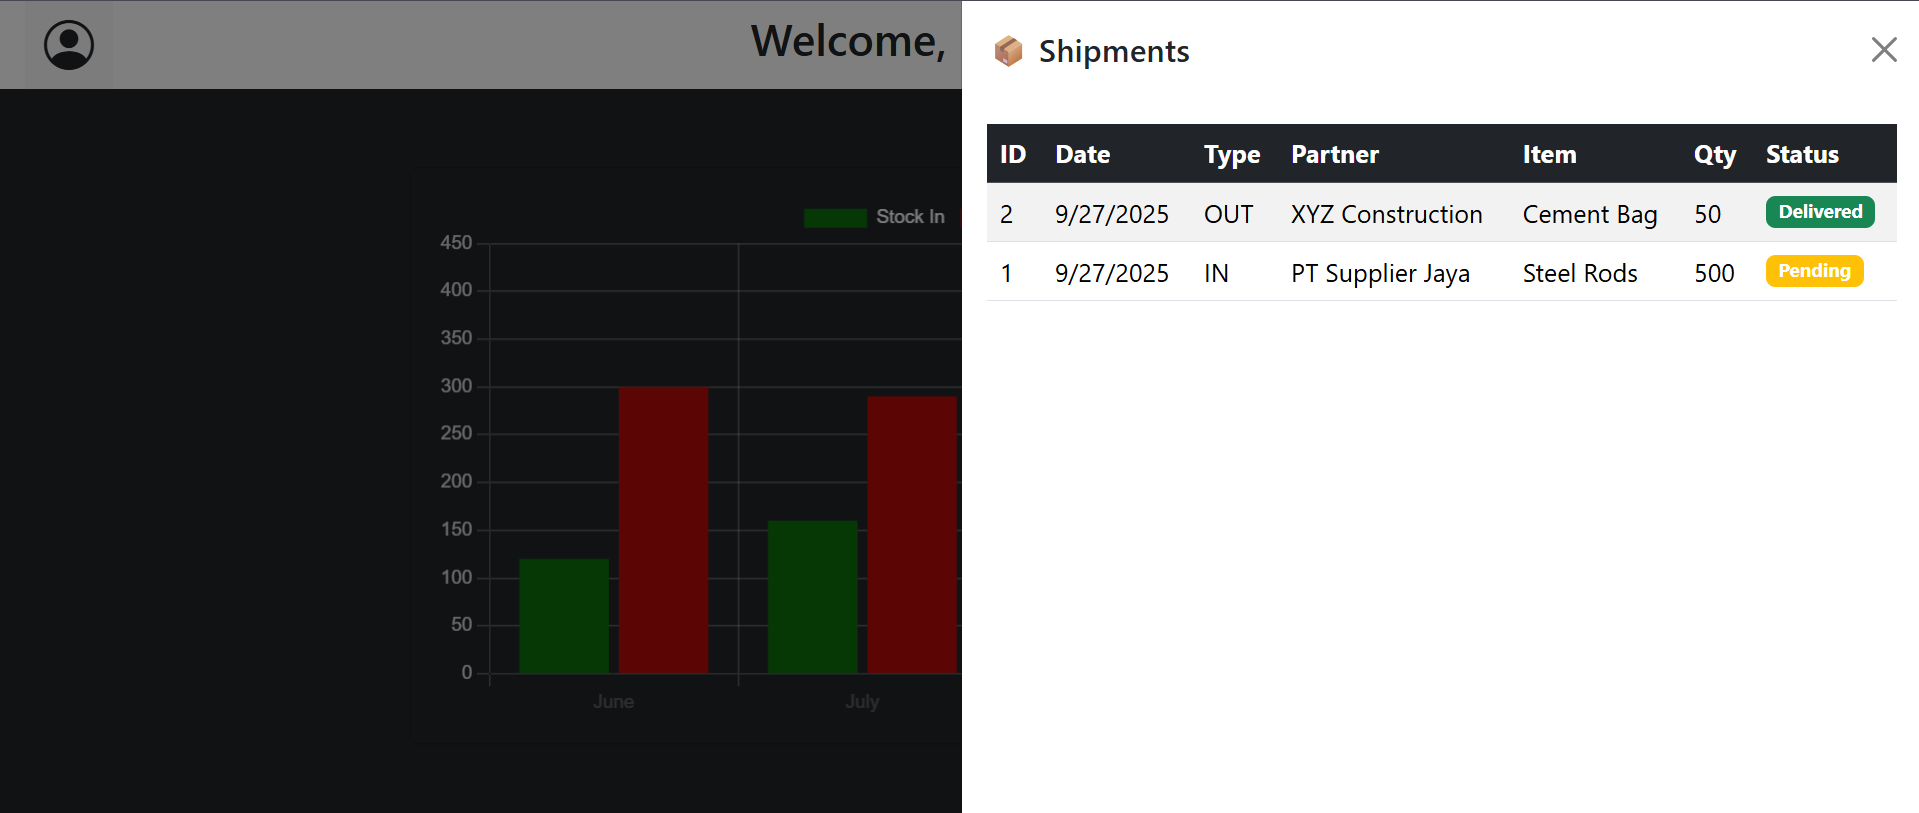 Welcome,
Stock In
450
400
350
300
250
200
150
100
50
0
June July
Shipments
ID Date Type Partner Item Qty Status
2 9/27/2025 OUT XYZ Construction Cement Bag 50 Delivered
1 9/27/2025 IN PT Supplier Jaya Steel Rods 500 Pending